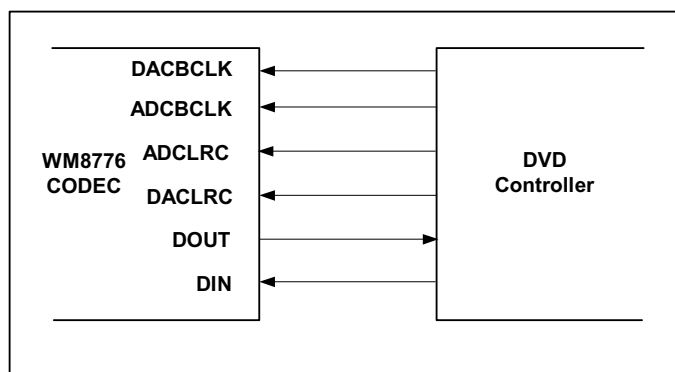 DACBCLK
ADCBCLK
ADCLRC
WM8776
CODEC
DACLRC
DOUT
DIN
DVD
Controller